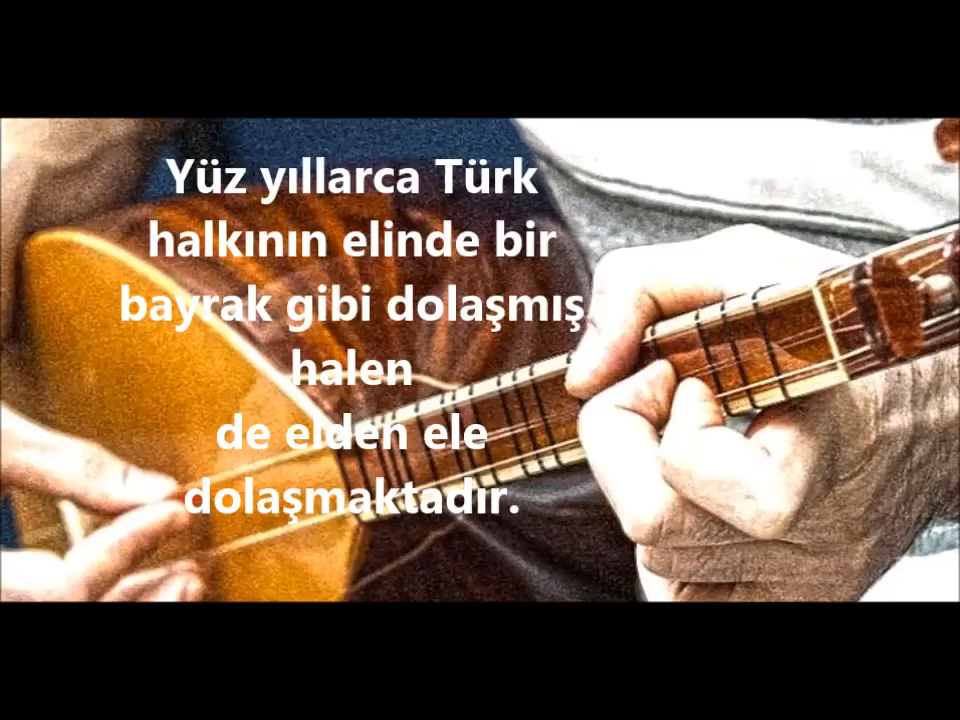 Yüz yıllarca Türk
halkının elinde bir
bayrak gibi dolaşmış
halen
de elden ele
dolaşmaktadır.